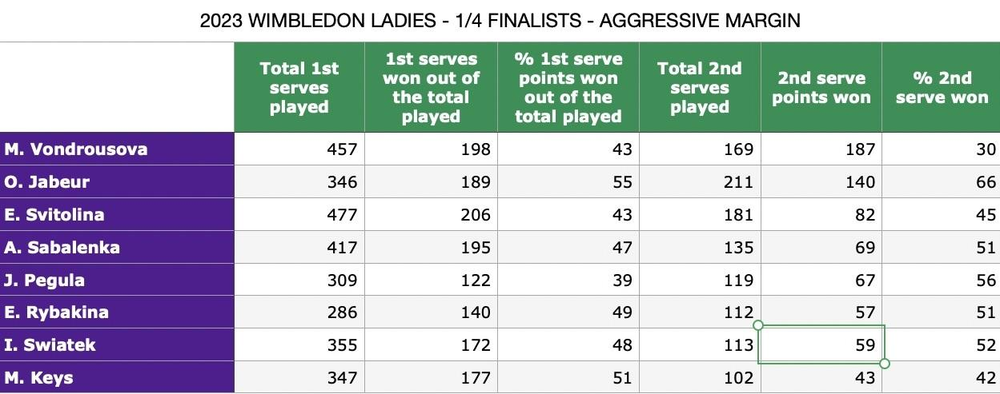 2023 WIMBLEDON LADIES - 1/4 FINALISTS - AGGRESSIVE MARGIN
Total 1st serves played | 1st serves won out of the total played | % 1st serve points won out of the total played | Total 2nd serves played | 2nd serve points won | % 2nd serve won
M. Vondrousova 457 198 43 169 187 30
O. Jabeur 346 189 55 211 140 66
E. Svitolina 477 206 43 181 82 45
A. Sabalenka 417 195 47 135 69 51
J. Pegula 309 122 39 119 67 56
E. Rybakina 286 140 49 112 57 51
I. Swiatek 355 172 48 113 59 52
M. Keys 347 177 51 102 43 42